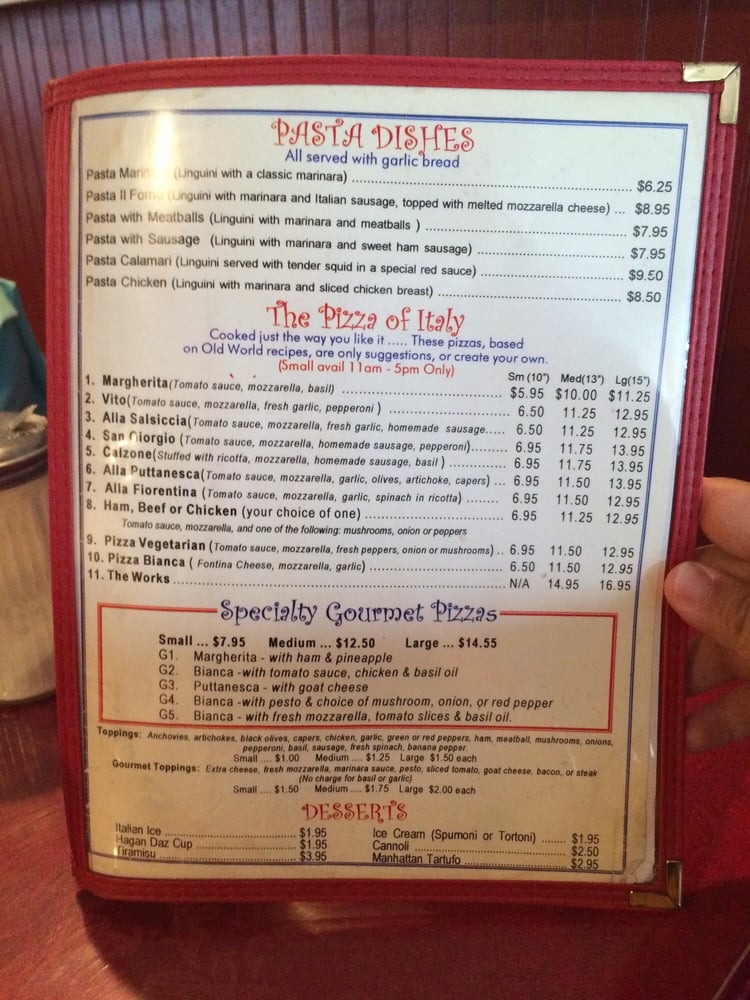 PASTA DISHES
All served with garlic bread
Pasta Marin (Linguini with a classic marinara) ........ $6.25
Pasta Il Forno (Linguini with marinara and Italian sausage, topped with melted mozzarella cheese) ... $8.95
Pasta with Meatballs (Linguini with marinara and meatballs ) ........ $7.95
Pasta with Sausage (Linguini with marinara and sweet ham sausage) ........ $7.95
Pasta Calamari (Linguini served with tender squid in a special red sauce) ........ $9.50
Pasta Chicken (Linguini with marinara and sliced chicken breast) ........ $8.50
The Pizza of Italy
Cooked just the way you like it ..... These pizzas, based
on Old World recipes, are only suggestions, or create your own.
(Small avail 11am - 5pm Only)
Sm (10") Med(13") Lg(15")
1. Margherita(Tomato sauce, mozzarella, basil) ........ $5.95 $10.00 $11.25
2. Vito(Tomato sauce, mozzarella, fresh garlic, pepperoni ) ........ 6.50 11.25 12.95
3. Alla Salsiccia(Tomato sauce, mozzarella, fresh garlic, homemade sausage..... 6.50 11.25 12.95
4. San Giorgio (Tomato sauce, mozzarella, homemade sausage, pepperoni)......... 6.95 11.75 13.95
5. Calzone(Stuffed with ricotta, mozzarella, homemade sausage, basil ) ............ 6.95 11.75 13.95
6. Alla Puttanesca(Tomato sauce, mozzarella, garlic, olives, artichoke, capers) ... 6.95 11.50 13.95
7. Alla Fiorentina (Tomato sauce, mozzarella, garlic, spinach in ricotta) ........ 6.95 11.50 12.95
8. Ham, Beef or Chicken (your choice of one) ........ 6.95 11.25 12.95
Tomato sauce, mozzarella, and one of the following: mushrooms, onion or peppers
9. Pizza Vegetarian (Tomato sauce, mozzarella, fresh peppers, onion or mushrooms) .. 6.95 11.50 12.95
10. Pizza Bianca ( Fontina Cheese, mozzarella, garlic) ........ 6.50 11.50 12.95
11. The Works ........ N/A 14.95 16.95
Specialty Gourmet Pizzas
Small ... $7.95 Medium ... $12.50 Large ... $14.55
G1. Margherita - with ham & pineapple
G2. Bianca -with tomato sauce, chicken & basil oil
G3. Puttanesca - with goat cheese
G4. Bianca -with pesto & choice of mushroom, onion, or red pepper
G5. Bianca - with fresh mozzarella, tomato slices & basil oil.
Toppings: Anchovies, artichokes, black olives, capers, chicken, garlic, green or red peppers, ham, meatball, mushrooms, onions,
pepperoni, basil, sausage, fresh spinach, banana pepper.
Small .... $1.00 Medium .... $1.25 Large $1.50 each
Gourmet Toppings: Extra cheese, fresh mozzarella, marinara sauce, pesto, sliced tomato, goat cheese, bacon, or steak
(No charge for basil or garlic)
Small .... $1.50 Medium .... $1.75 Large $2.00 each
DESSERTS
Italian Ice ........ $1.95
Hagan Daz Cup ........ $1.95
Tiramisu ........ $3.95
Ice Cream (Spumoni or Tortoni) ....... $1.95
Cannoli ........ $2.50
Manhattan Tartufo ........ $2.95